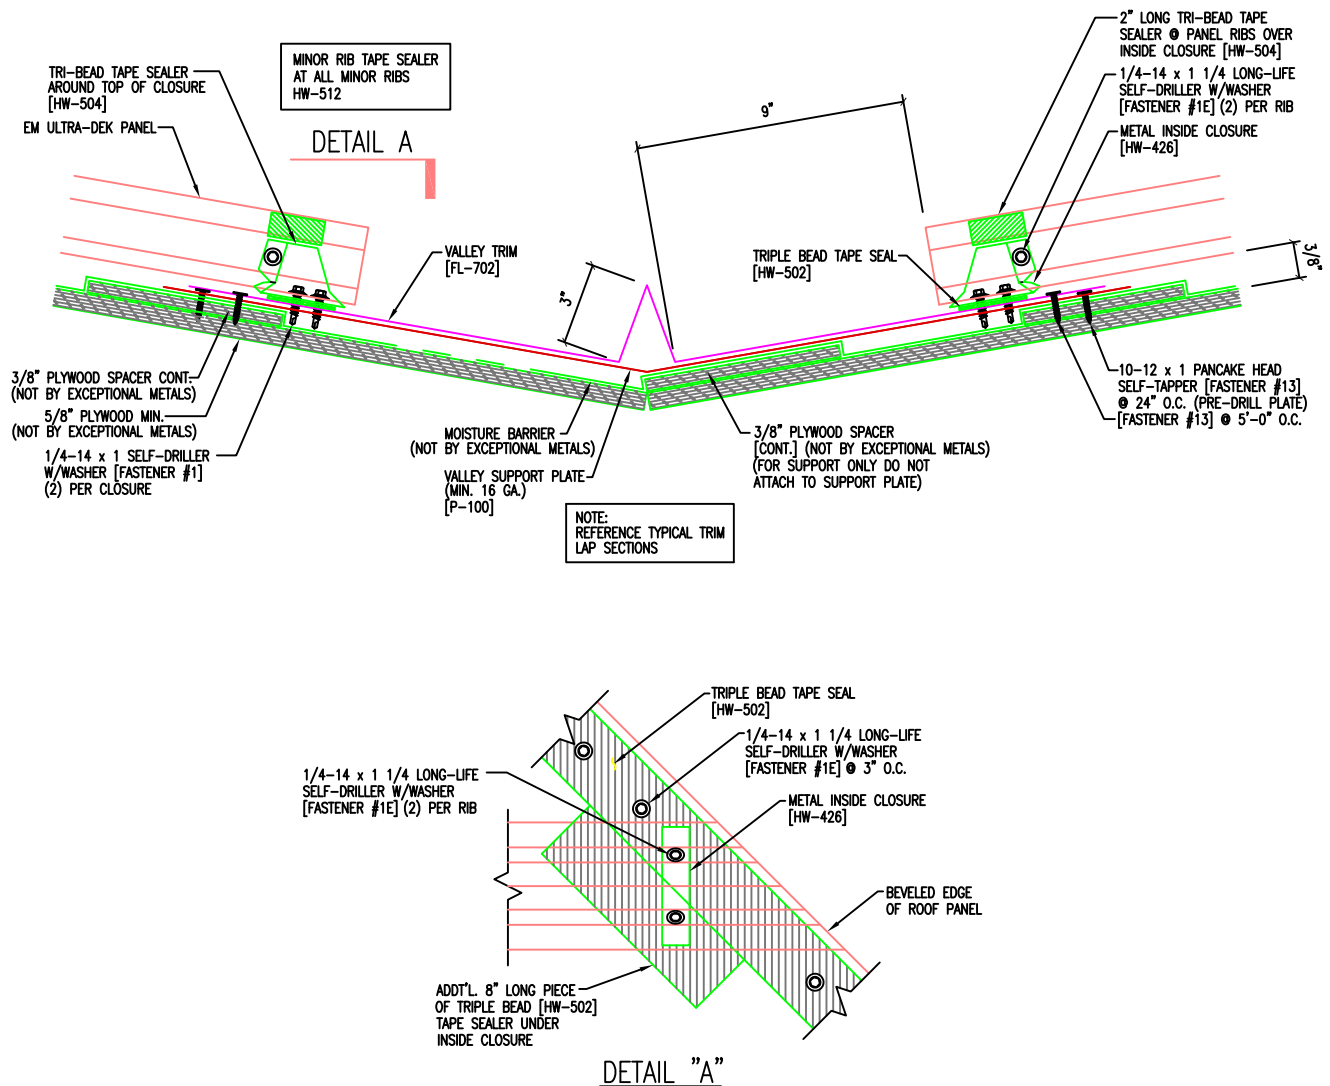 TRI-BEAD TAPE SEALER
AROUND TOP OF CLOSURE
[HW-504]
EM ULTRA-DEK PANEL
MINOR RIB TAPE SEALER
AT ALL MINOR RIBS
HW-512
DETAIL A
9"
2" LONG TRI-BEAD TAPE
SEALER @ PANEL RIBS OVER
INSIDE CLOSURE [HW-504]
1/4-14 x 1 1/4 LONG-LIFE
SELF-DRILLER W/WASHER
[FASTENER #1E] (2) PER RIB
METAL INSIDE CLOSURE
[HW-426]
VALLEY TRIM
[FL-702]
3"
TRIPLE BEAD TAPE SEAL
[HW-502]
3/8"
3/8" PLYWOOD SPACER CONT.
(NOT BY EXCEPTIONAL METALS)
5/8" PLYWOOD MIN.
(NOT BY EXCEPTIONAL METALS)
1/4-14 x 1 SELF-DRILLER
W/WASHER [FASTENER #1]
(2) PER CLOSURE
MOISTURE BARRIER
(NOT BY EXCEPTIONAL METALS)
VALLEY SUPPORT PLATE
(MIN. 16 GA.)
[P-100]
3/8" PLYWOOD SPACER
[CONT.] (NOT BY EXCEPTIONAL METALS)
(FOR SUPPORT ONLY DO NOT
ATTACH TO SUPPORT PLATE)
10-12 x 1 PANCAKE HEAD
SELF-TAPPER [FASTENER #13]
@ 24" O.C. (PRE-DRILL PLATE)
[FASTENER #13] @ 5'-0" O.C.
NOTE:
REFERENCE TYPICAL TRIM
LAP SECTIONS
TRIPLE BEAD TAPE SEAL
[HW-502]
1/4-14 x 1 1/4 LONG-LIFE
SELF-DRILLER W/WASHER
[FASTENER #1E] @ 3" O.C.
1/4-14 x 1 1/4 LONG-LIFE
SELF-DRILLER W/WASHER
[FASTENER #1E] (2) PER RIB
METAL INSIDE CLOSURE
[HW-426]
BEVELED EDGE
OF ROOF PANEL
ADDT'L. 8" LONG PIECE
OF TRIPLE BEAD [HW-502]
TAPE SEALER UNDER
INSIDE CLOSURE
DETAIL "A"